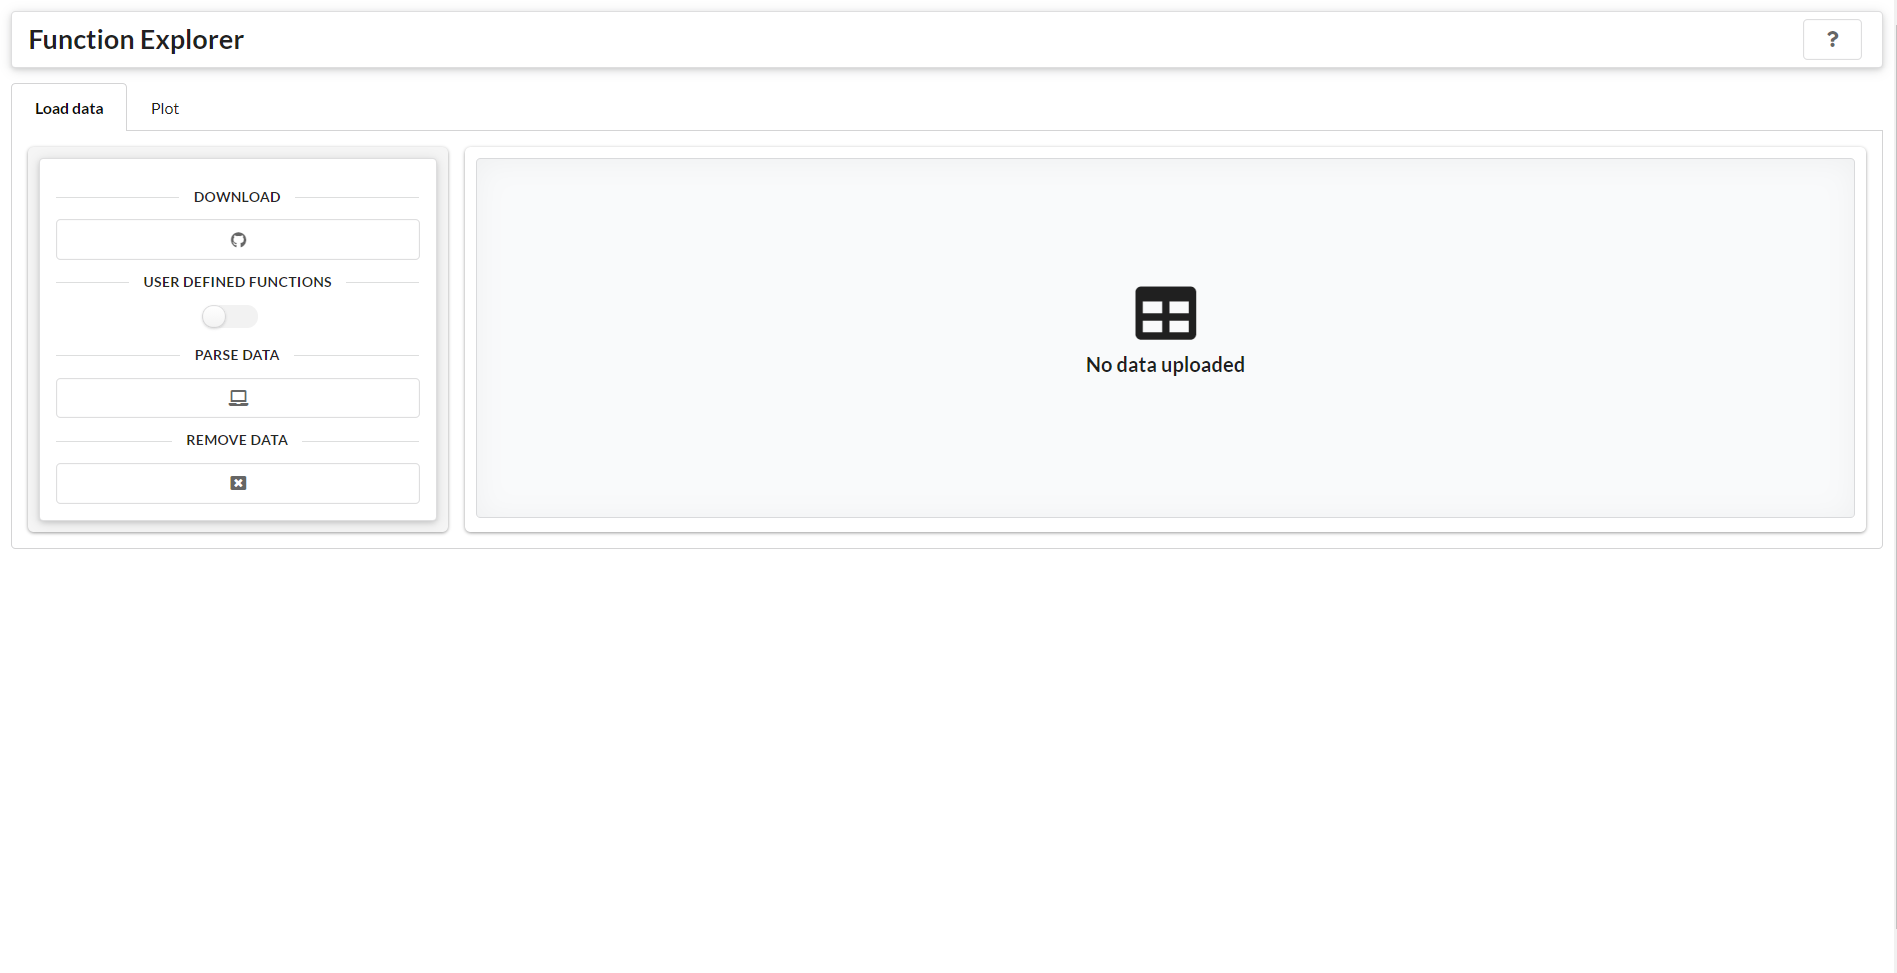 Function Explorer
?
Load data
Plot
DOWNLOAD
USER DEFINED FUNCTIONS
PARSE DATA
REMOVE DATA
No data uploaded